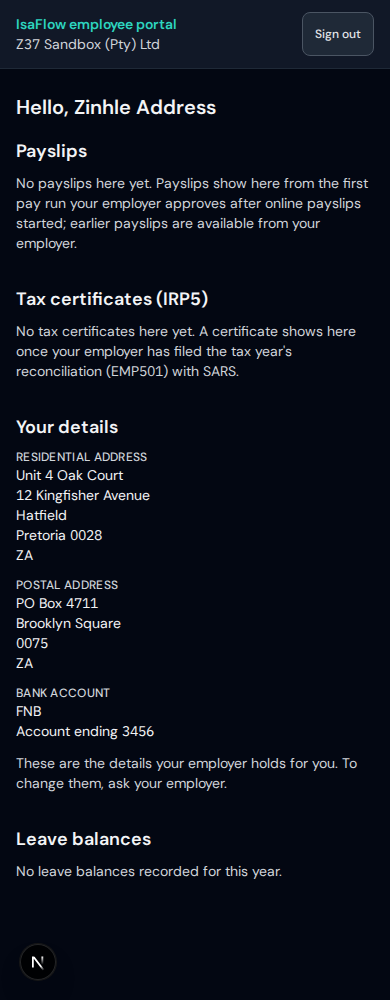 IsaFlow employee portal
Z37 Sandbox (Pty) Ltd
Sign out
Hello, Zinhle Address
Payslips
No payslips here yet. Payslips show here from the first
pay run your employer approves after online payslips
started; earlier payslips are available from your
employer.
Tax certificates (IRP5)
No tax certificates here yet. A certificate shows here
once your employer has filed the tax year's
reconciliation (EMP501) with SARS.
Your details
RESIDENTIAL ADDRESS
Unit 4 Oak Court
12 Kingfisher Avenue
Hatfield
Pretoria 0028
ZA
POSTAL ADDRESS
PO Box 4711
Brooklyn Square
0075
ZA
BANK ACCOUNT
FNB
Account ending 3456
These are the details your employer holds for you. To
change them, ask your employer.
Leave balances
No leave balances recorded for this year.
N